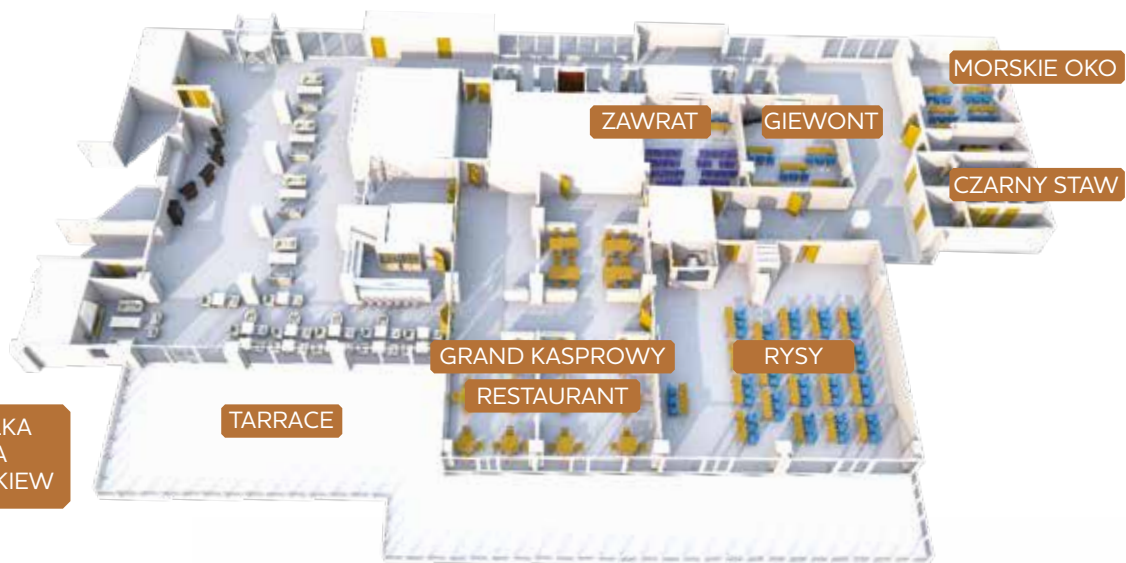 MORSKIE OKO
ZAWRAT
GIEWONT
CZARNY STAW
GRAND KASPROWY
RYSY
RESTAURANT
TARRACE